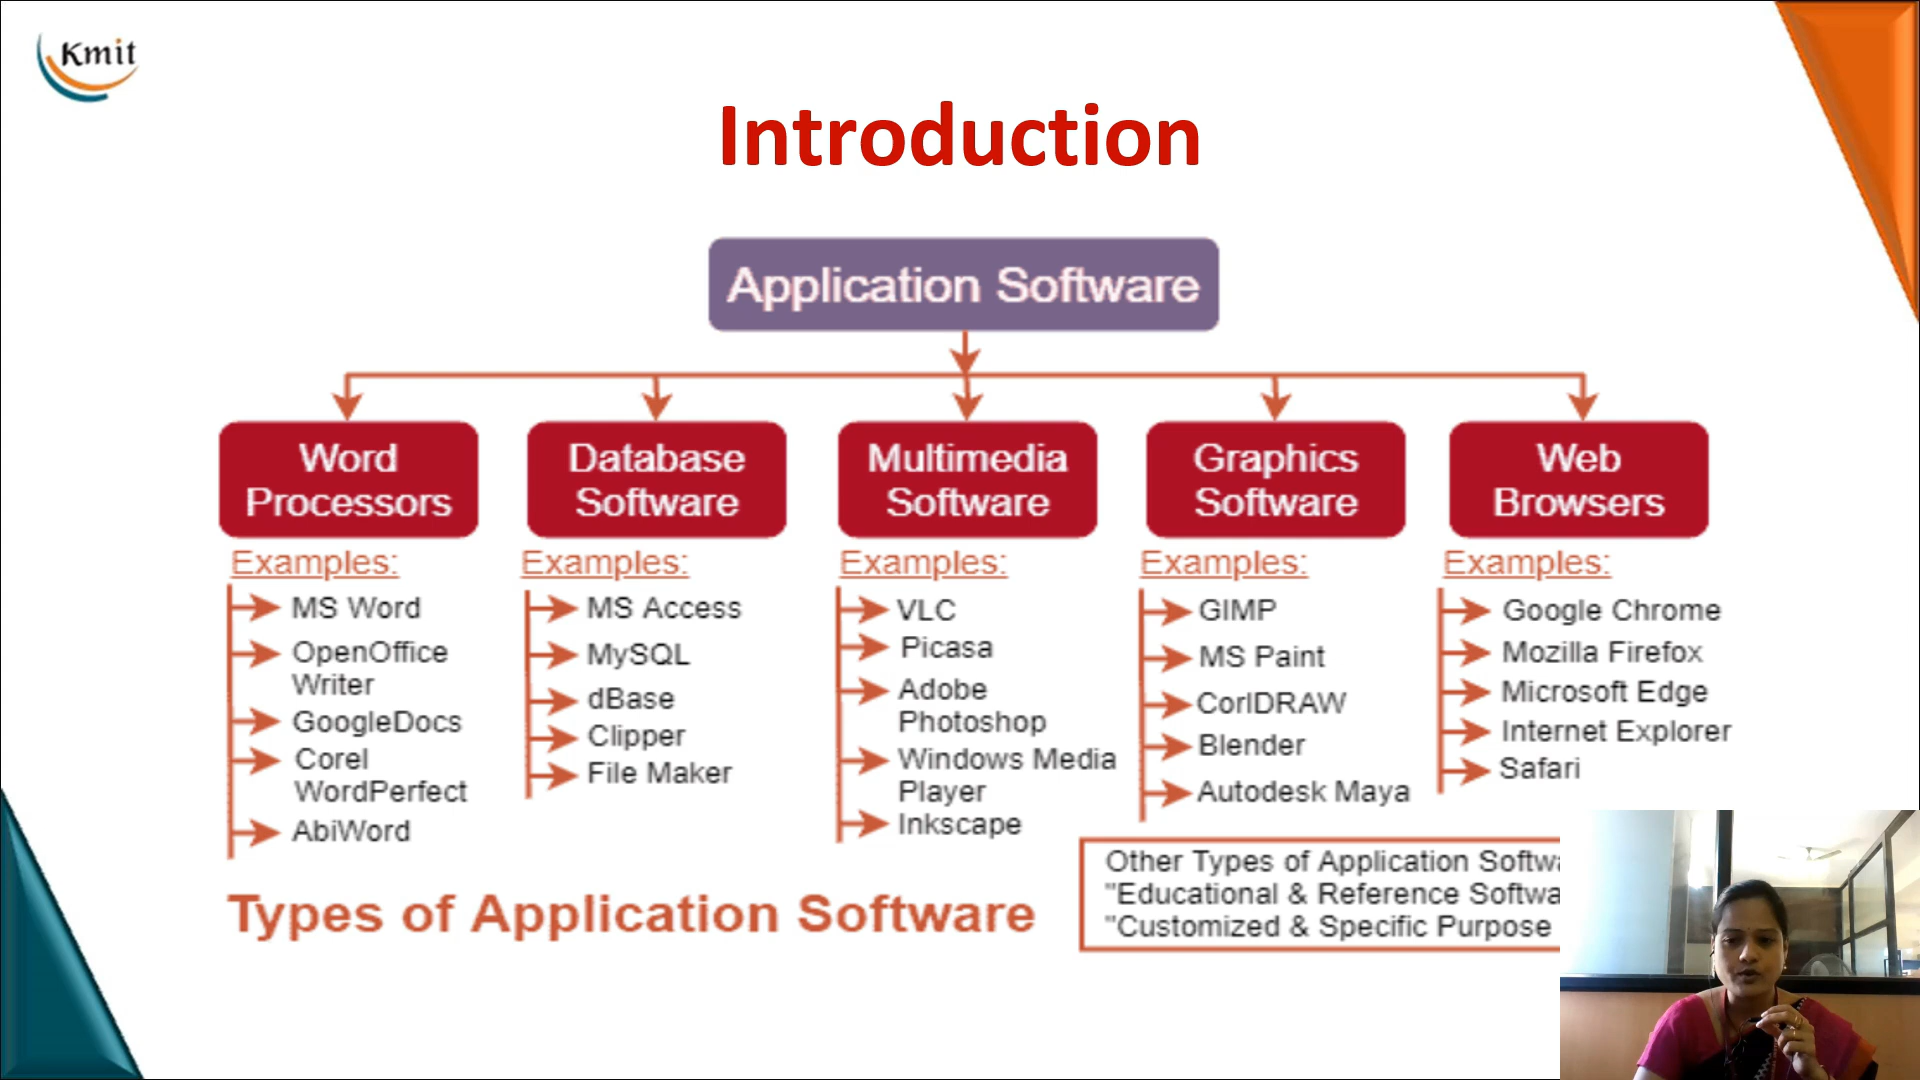 Kmit
Introduction
Application Software
Word
Processors
Examples:
MS Word
OpenOffice
Writer
GoogleDocs
Corel
WordPerfect
AbiWord
Database
Software
Examples:
MS Access
MySQL
dBase
Clipper
File Maker
Multimedia
Software
Examples:
VLC
Picasa
Adobe
Photoshop
Windows Media
Player
Inkscape
Graphics
Software
Examples:
GIMP
MS Paint
CorlDRAW
Blender
Autodesk Maya
Web
Browsers
Examples:
Google Chrome
Mozilla Firefox
Microsoft Edge
Internet Explorer
Safari
Types of Application Software
Other Types of Application
"Educational & Reference
"Customized & Specific Purpose